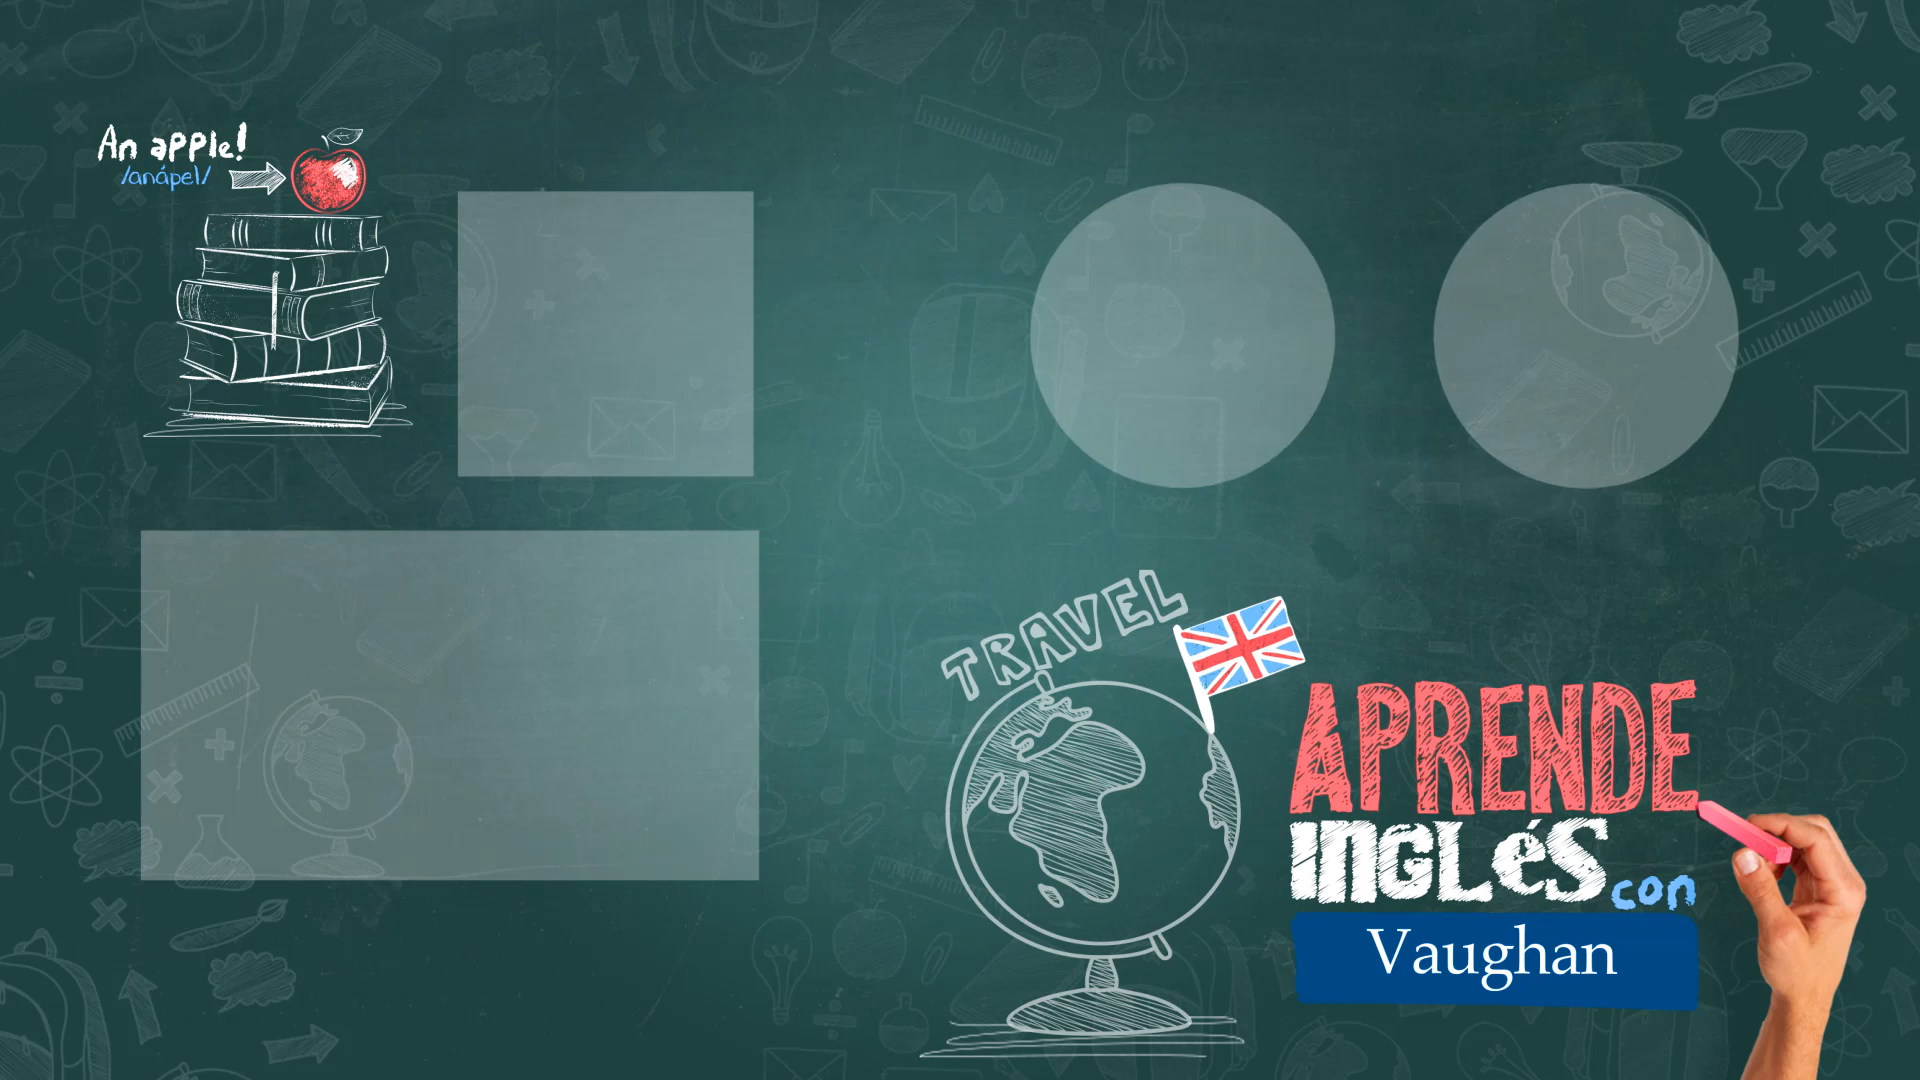 An apple!
/anápel/
TRAVEL
APRENDE
INGLéS con
Vaughan